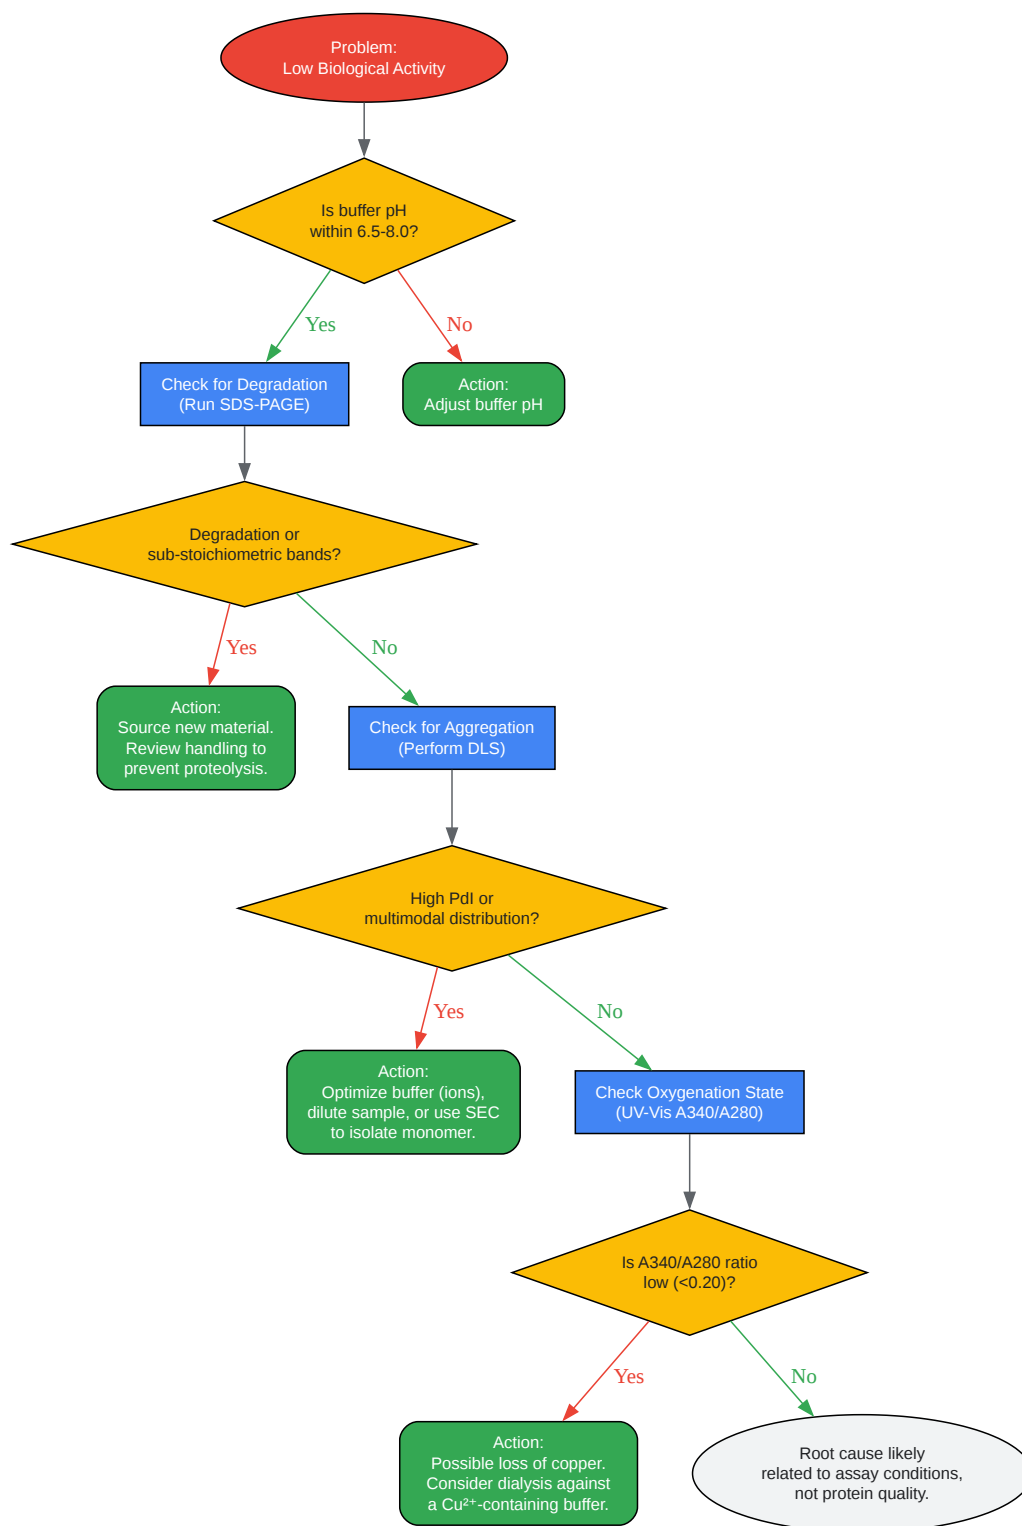 Problem:
Low Biological Activity
Is buffer pH
within 6.5-8.0?
Yes
No
Check for Degradation
(Run SDS-PAGE)
Action:
Adjust buffer pH
Degradation or
sub-stoichiometric bands?
Yes
No
Action:
Source new material.
Review handling to
prevent proteolysis.
Check for Aggregation
(Perform DLS)
High PdI or
multimodal distribution?
Yes
No
Action:
Optimize buffer (ions),
dilute sample, or use SEC
to isolate monomer.
Check Oxygenation State
(UV-Vis A340/A280)
Is A340/A280 ratio
low (<0.20)?
Yes
No
Action:
Possible loss of copper.
Consider dialysis against
a Cu²⁺-containing buffer.
Root cause likely
related to assay conditions,
not protein quality.